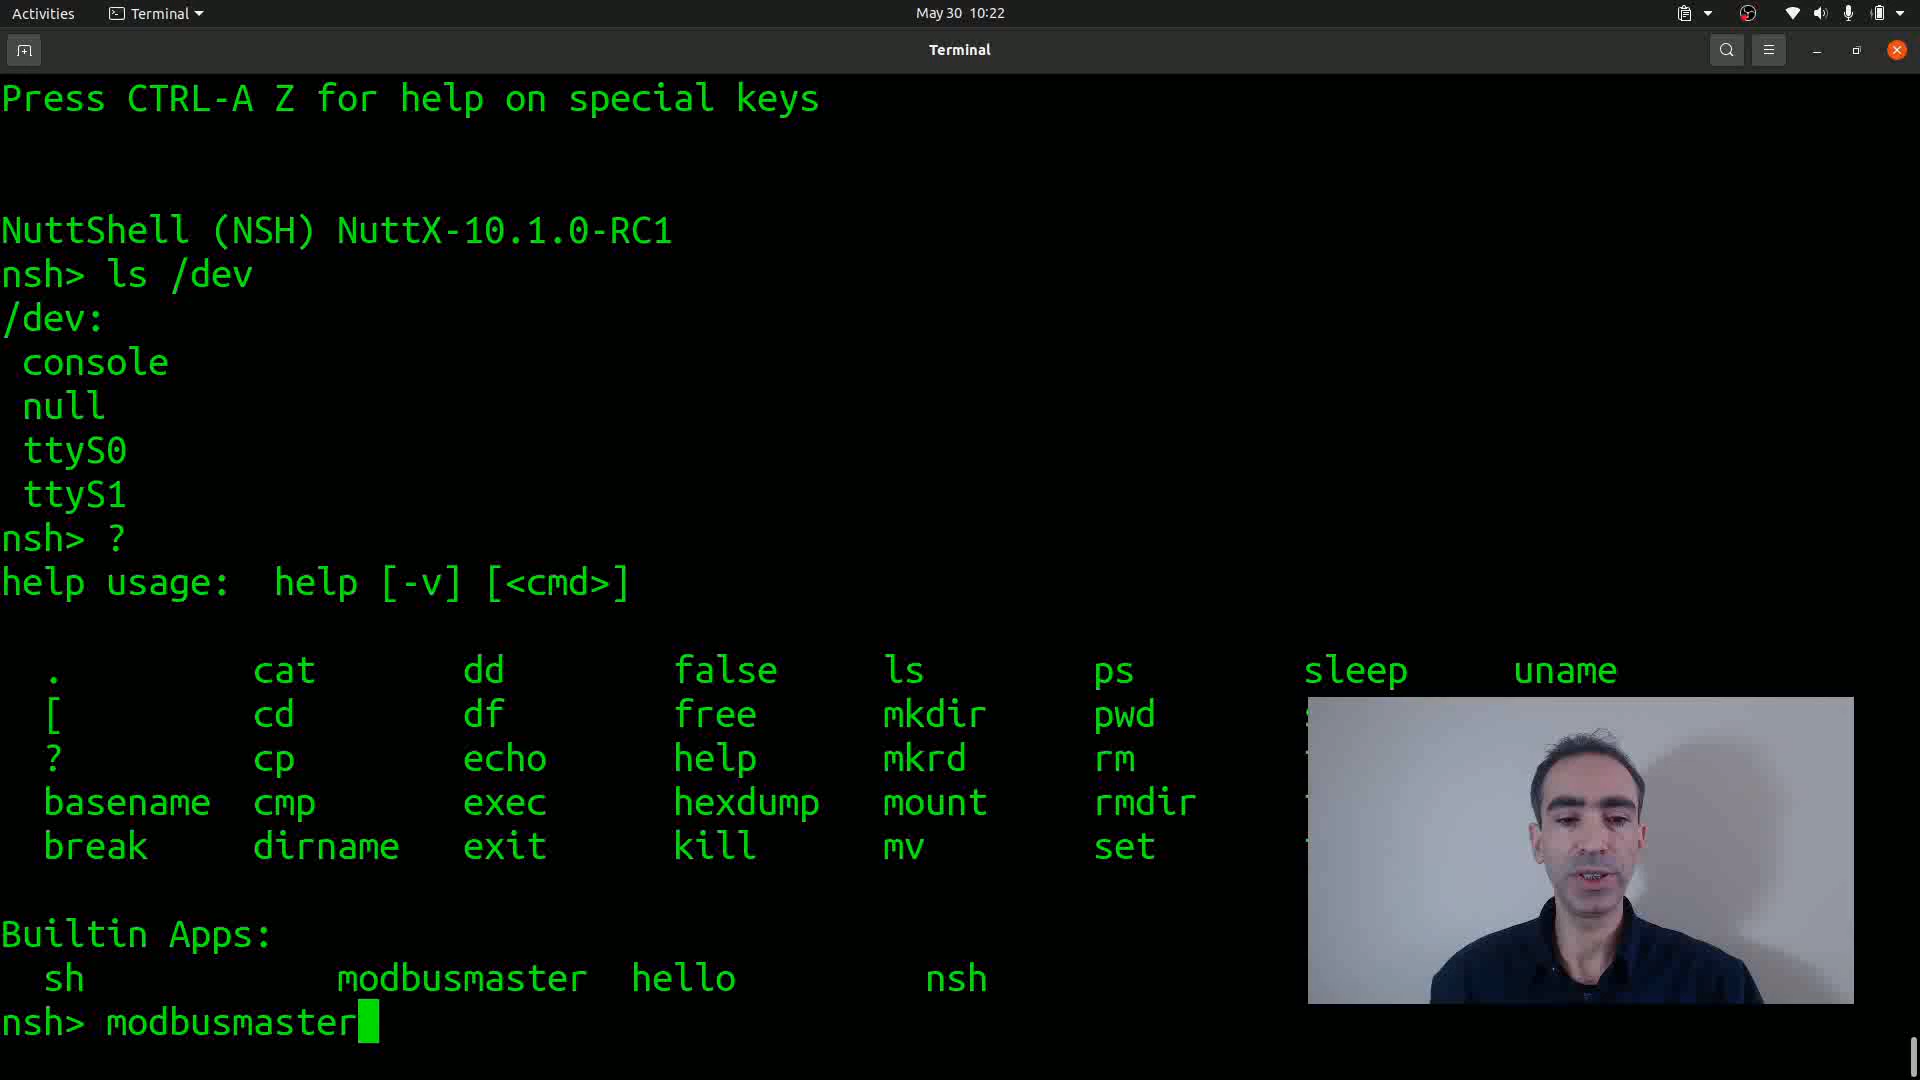 Activities Terminal May 30 10:22
Terminal
Press CTRL-A Z for help on special keys
NuttShell (NSH) NuttX-10.1.0-RC1
nsh> ls /dev
/dev:
console
null
ttyS0
ttyS1
nsh> ?
help usage:  help [-v] [<cmd>]
. cat dd false ls ps sleep uname
[ cd df free mkdir pwd
? cp echo help mkrd rm
basename cmp exec hexdump mount rmdir
break dirname exit kill mv set
Builtin Apps:
sh modbusmaster hello nsh
nsh> modbusmaster